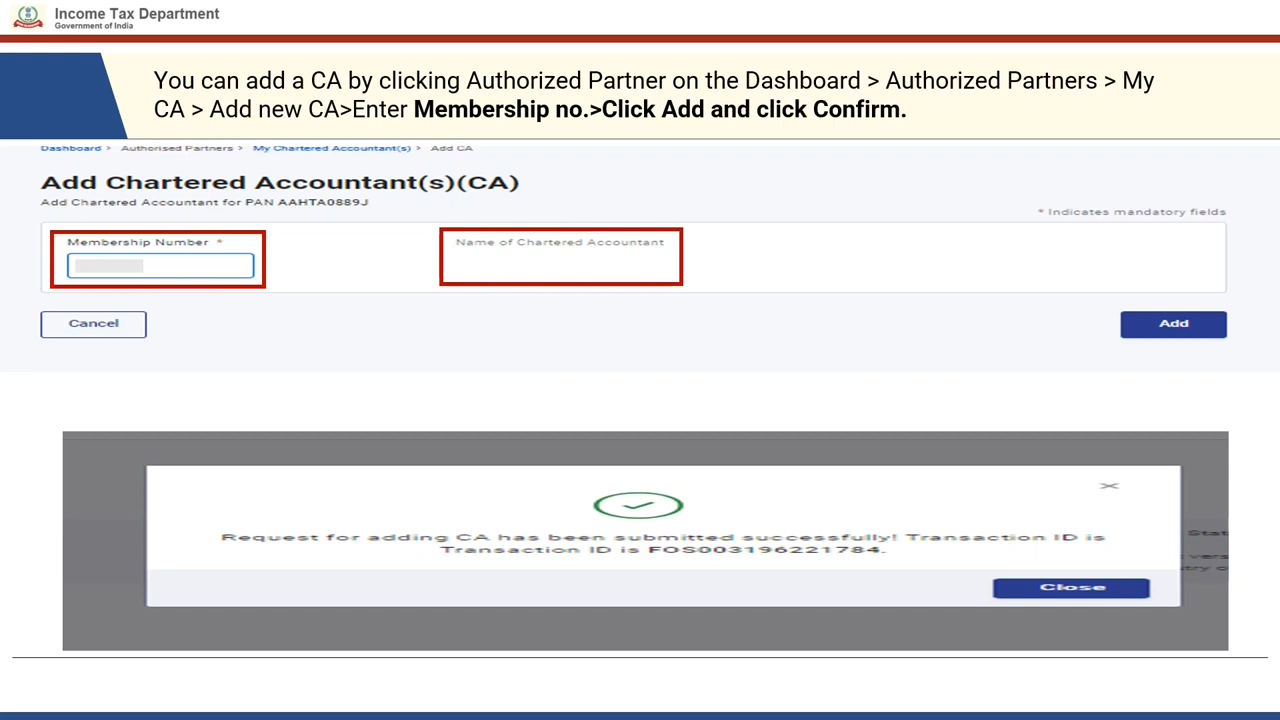 Income Tax Department
Government of India
You can add a CA by clicking Authorized Partner on the Dashboard > Authorized Partners > My
CA > Add new CA>Enter Membership no.>Click Add and click Confirm.
Dashboard > Authorised Partners > My Chartered Accountant(s) > Add CA
Add Chartered Accountant(s)(CA)
Add Chartered Accountant for PAN AAHTA0889J
* Indicates mandatory fields
Membership Number *
Name of Chartered Accountant
Cancel
Add
Request for adding CA has been submitted successfully! Transaction ID is
Transaction ID is FOS003196221784.
Close